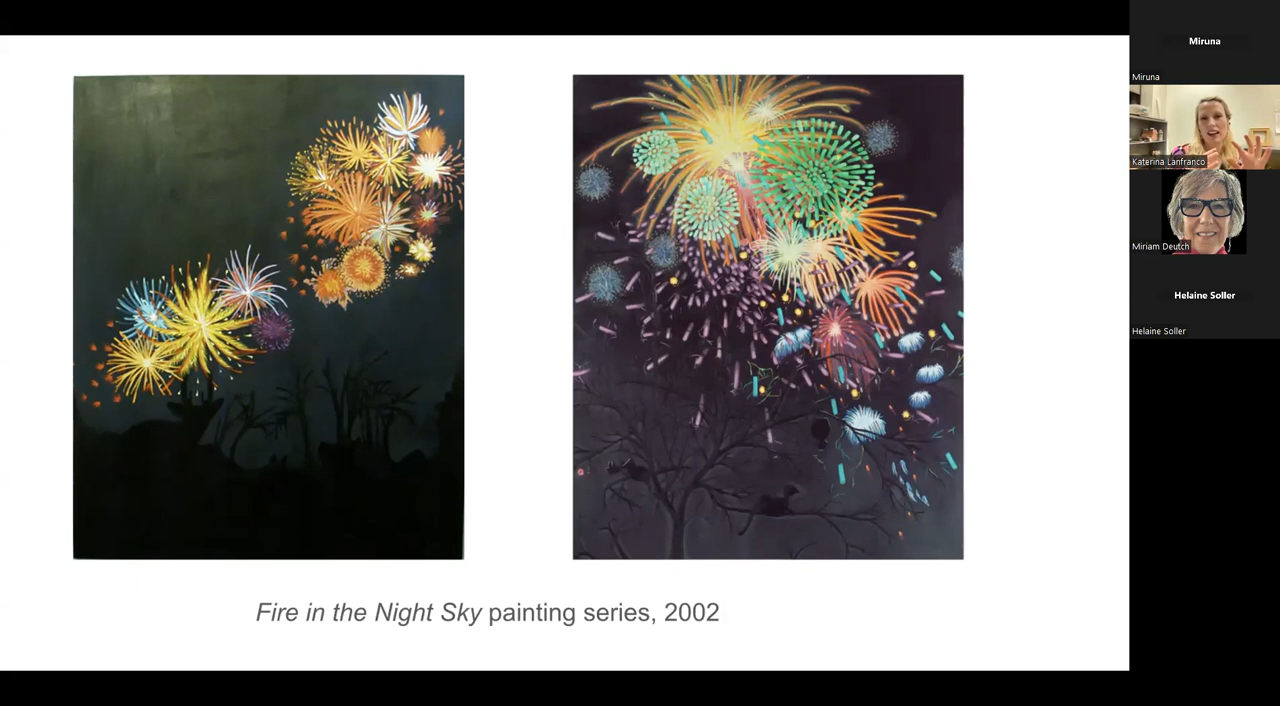 Fire in the Night Sky painting series, 2002
Miruna
Miruna
Katerina Lanfranco
Miriam Deutch
Helaine Soller
Helaine Soller